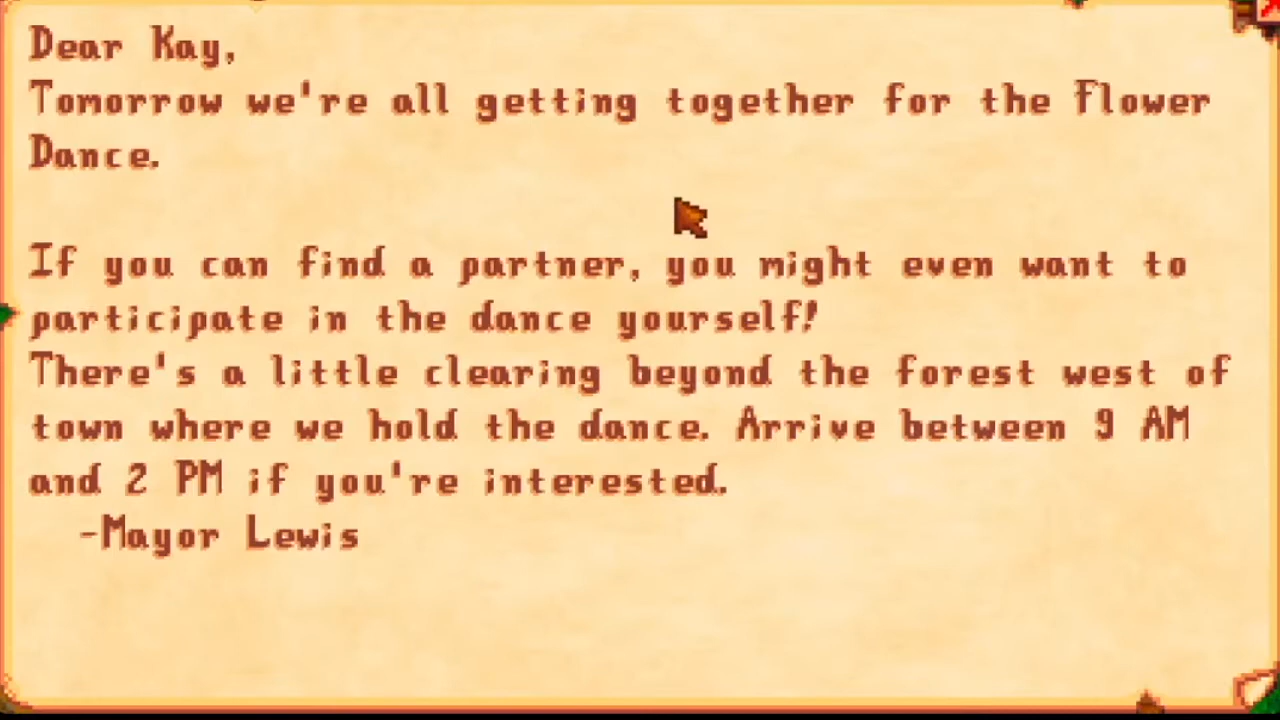 Dear Kay,
Tomorrow we're all getting together for the Flower
Dance.
If you can find a partner, you might even want to
participate in the dance yourself!
There's a little clearing beyond the forest west of
town where we hold the dance. Arrive between 9 AM
and 2 PM if you're interested.
-Mayor Lewis